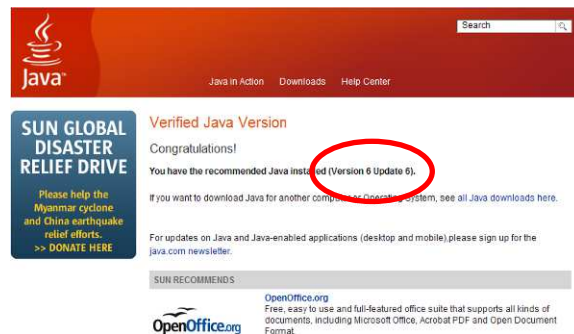 Search
Java
Java in Action Downloads Help Center
SUN GLOBAL
DISASTER
RELIEF DRIVE
Please help the
Myanmar cyclone
and China earthquake
relief efforts.
>> DONATE HERE
Verified Java Version
Congratulations!
You have the recommended Java installed (Version 6 Update 6).
If you want to download Java for another computer or Operating System, see all Java downloads here.
For updates on Java and Java-enabled applications (desktop and mobile),please sign up for the
java.com newsletter.
SUN RECOMMENDS
OpenOffice.org
OpenOffice.org
Free, easy to use and full-featured office suite that supports all kinds of
documents, including Microsoft Office, Acrobat PDF and Open Document
Format.